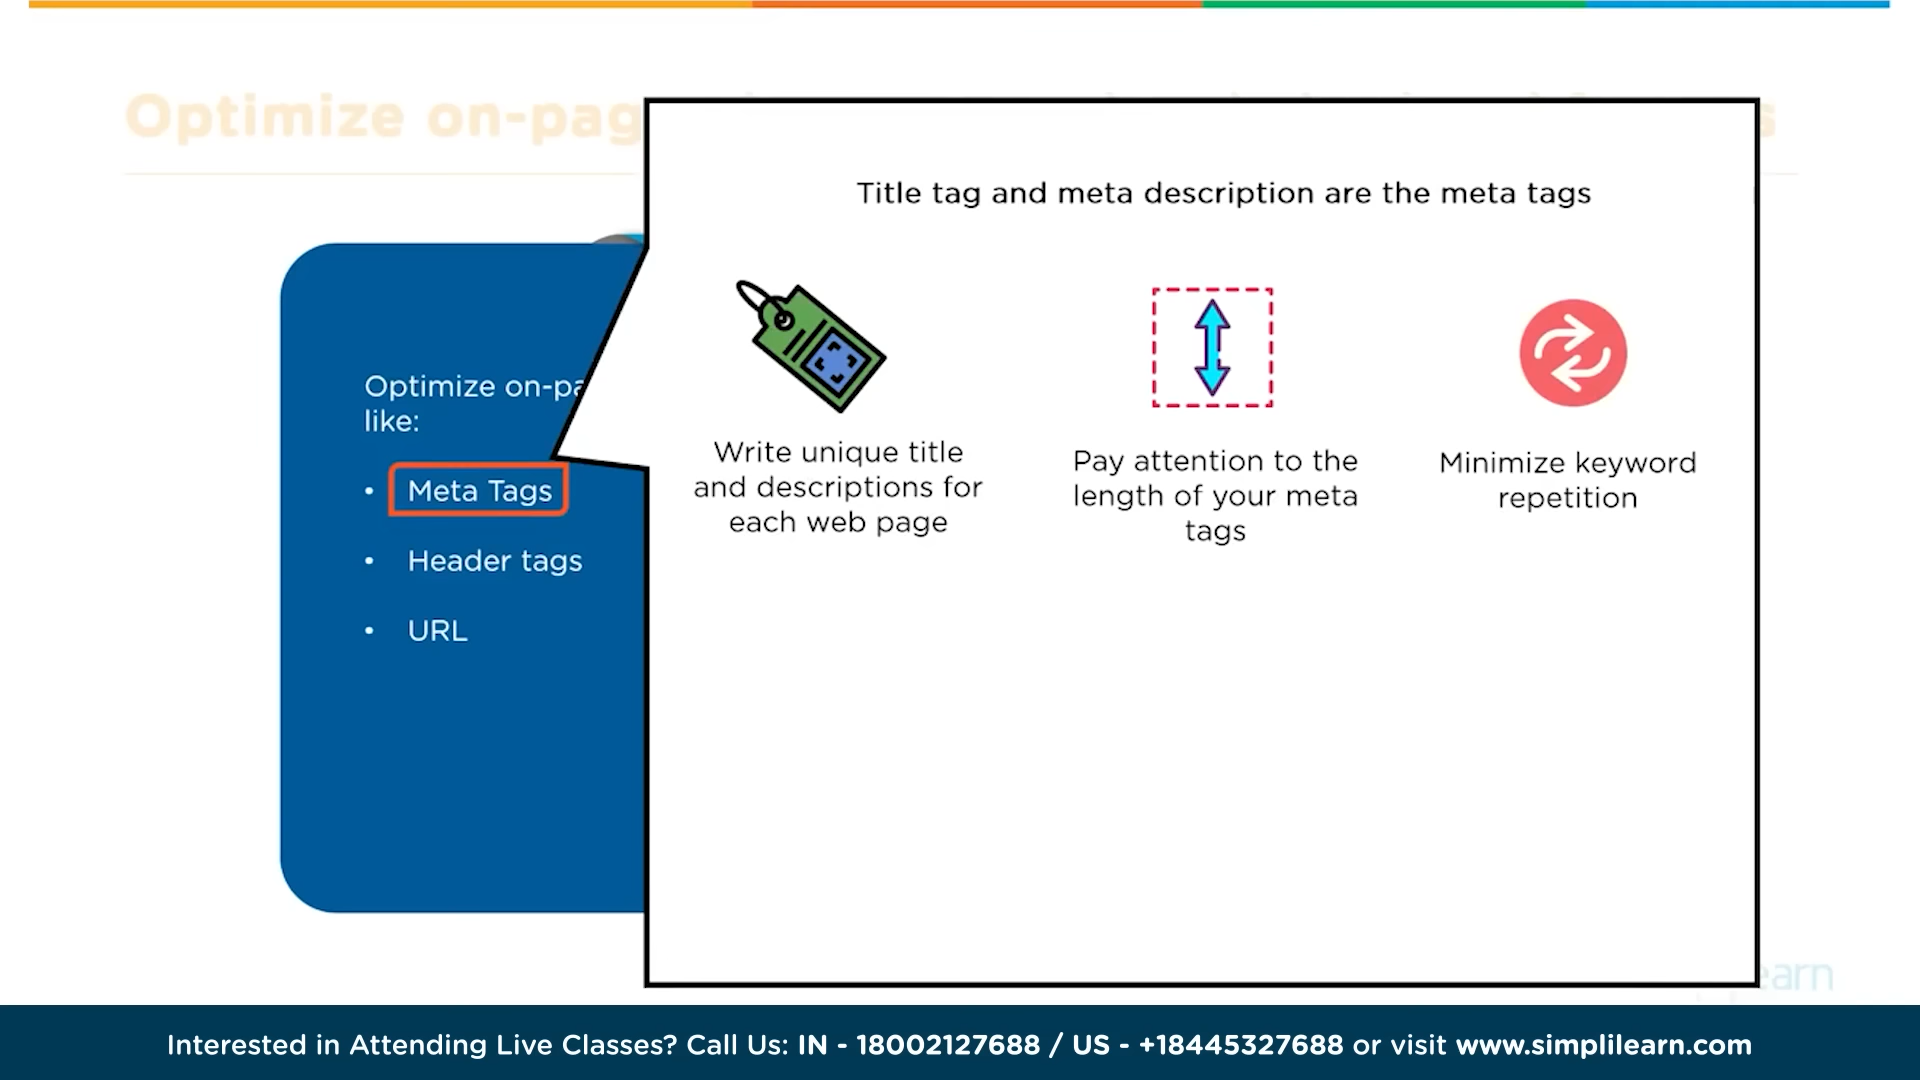 Optimize on-pag
Title tag and meta description are the meta tags
Optimize on-pa
like:
• Meta Tags
• Header tags
• URL
Write unique title
and descriptions for
each web page
Pay attention to the
length of your meta
tags
Minimize keyword
repetition
earn
Interested in Attending Live Classes? Call Us: IN - 18002127688 / US - +18445327688 or visit www.simplilearn.com